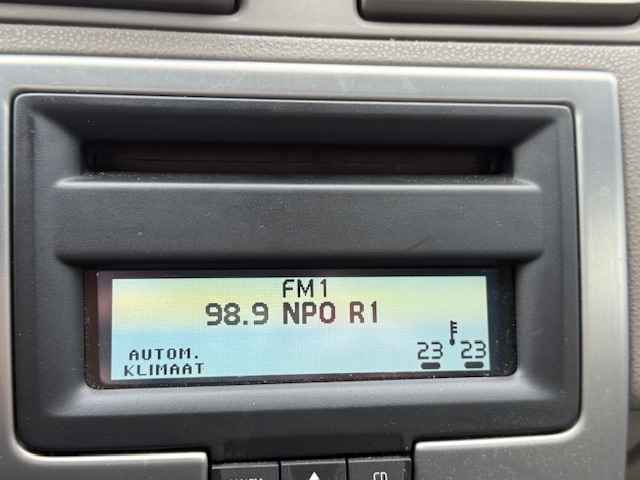 FM1
98.9 NPO R1
AUTOM.
KLIMAAT
23 23
CD